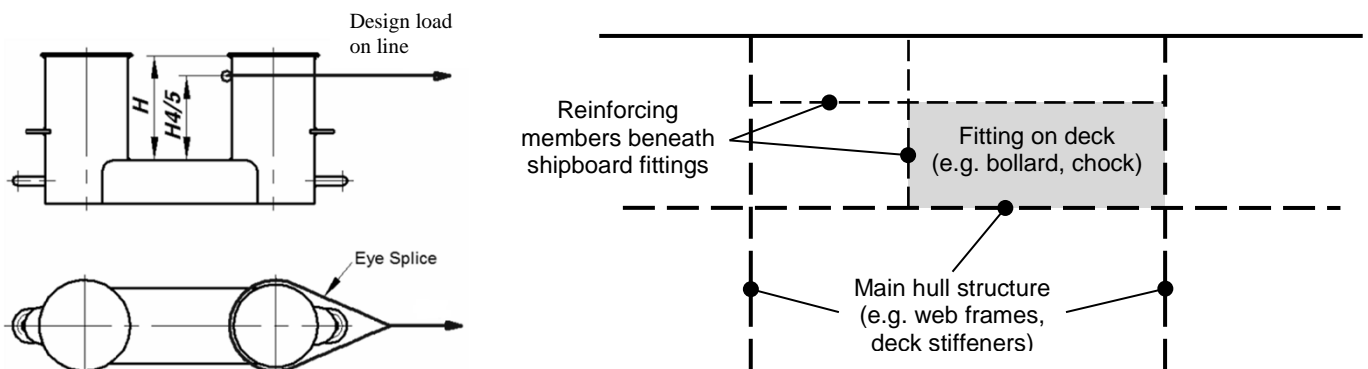 Design load
on line
H
H4/5
Eye Splice
Reinforcing
members beneath
shipboard fittings
Fitting on deck
(e.g. bollard, chock)
Main hull structure
(e.g. web frames,
deck stiffeners)